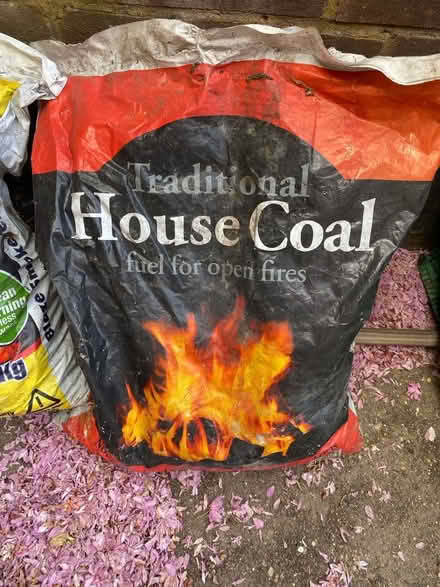 Traditional
House Coal
fuel for open fires